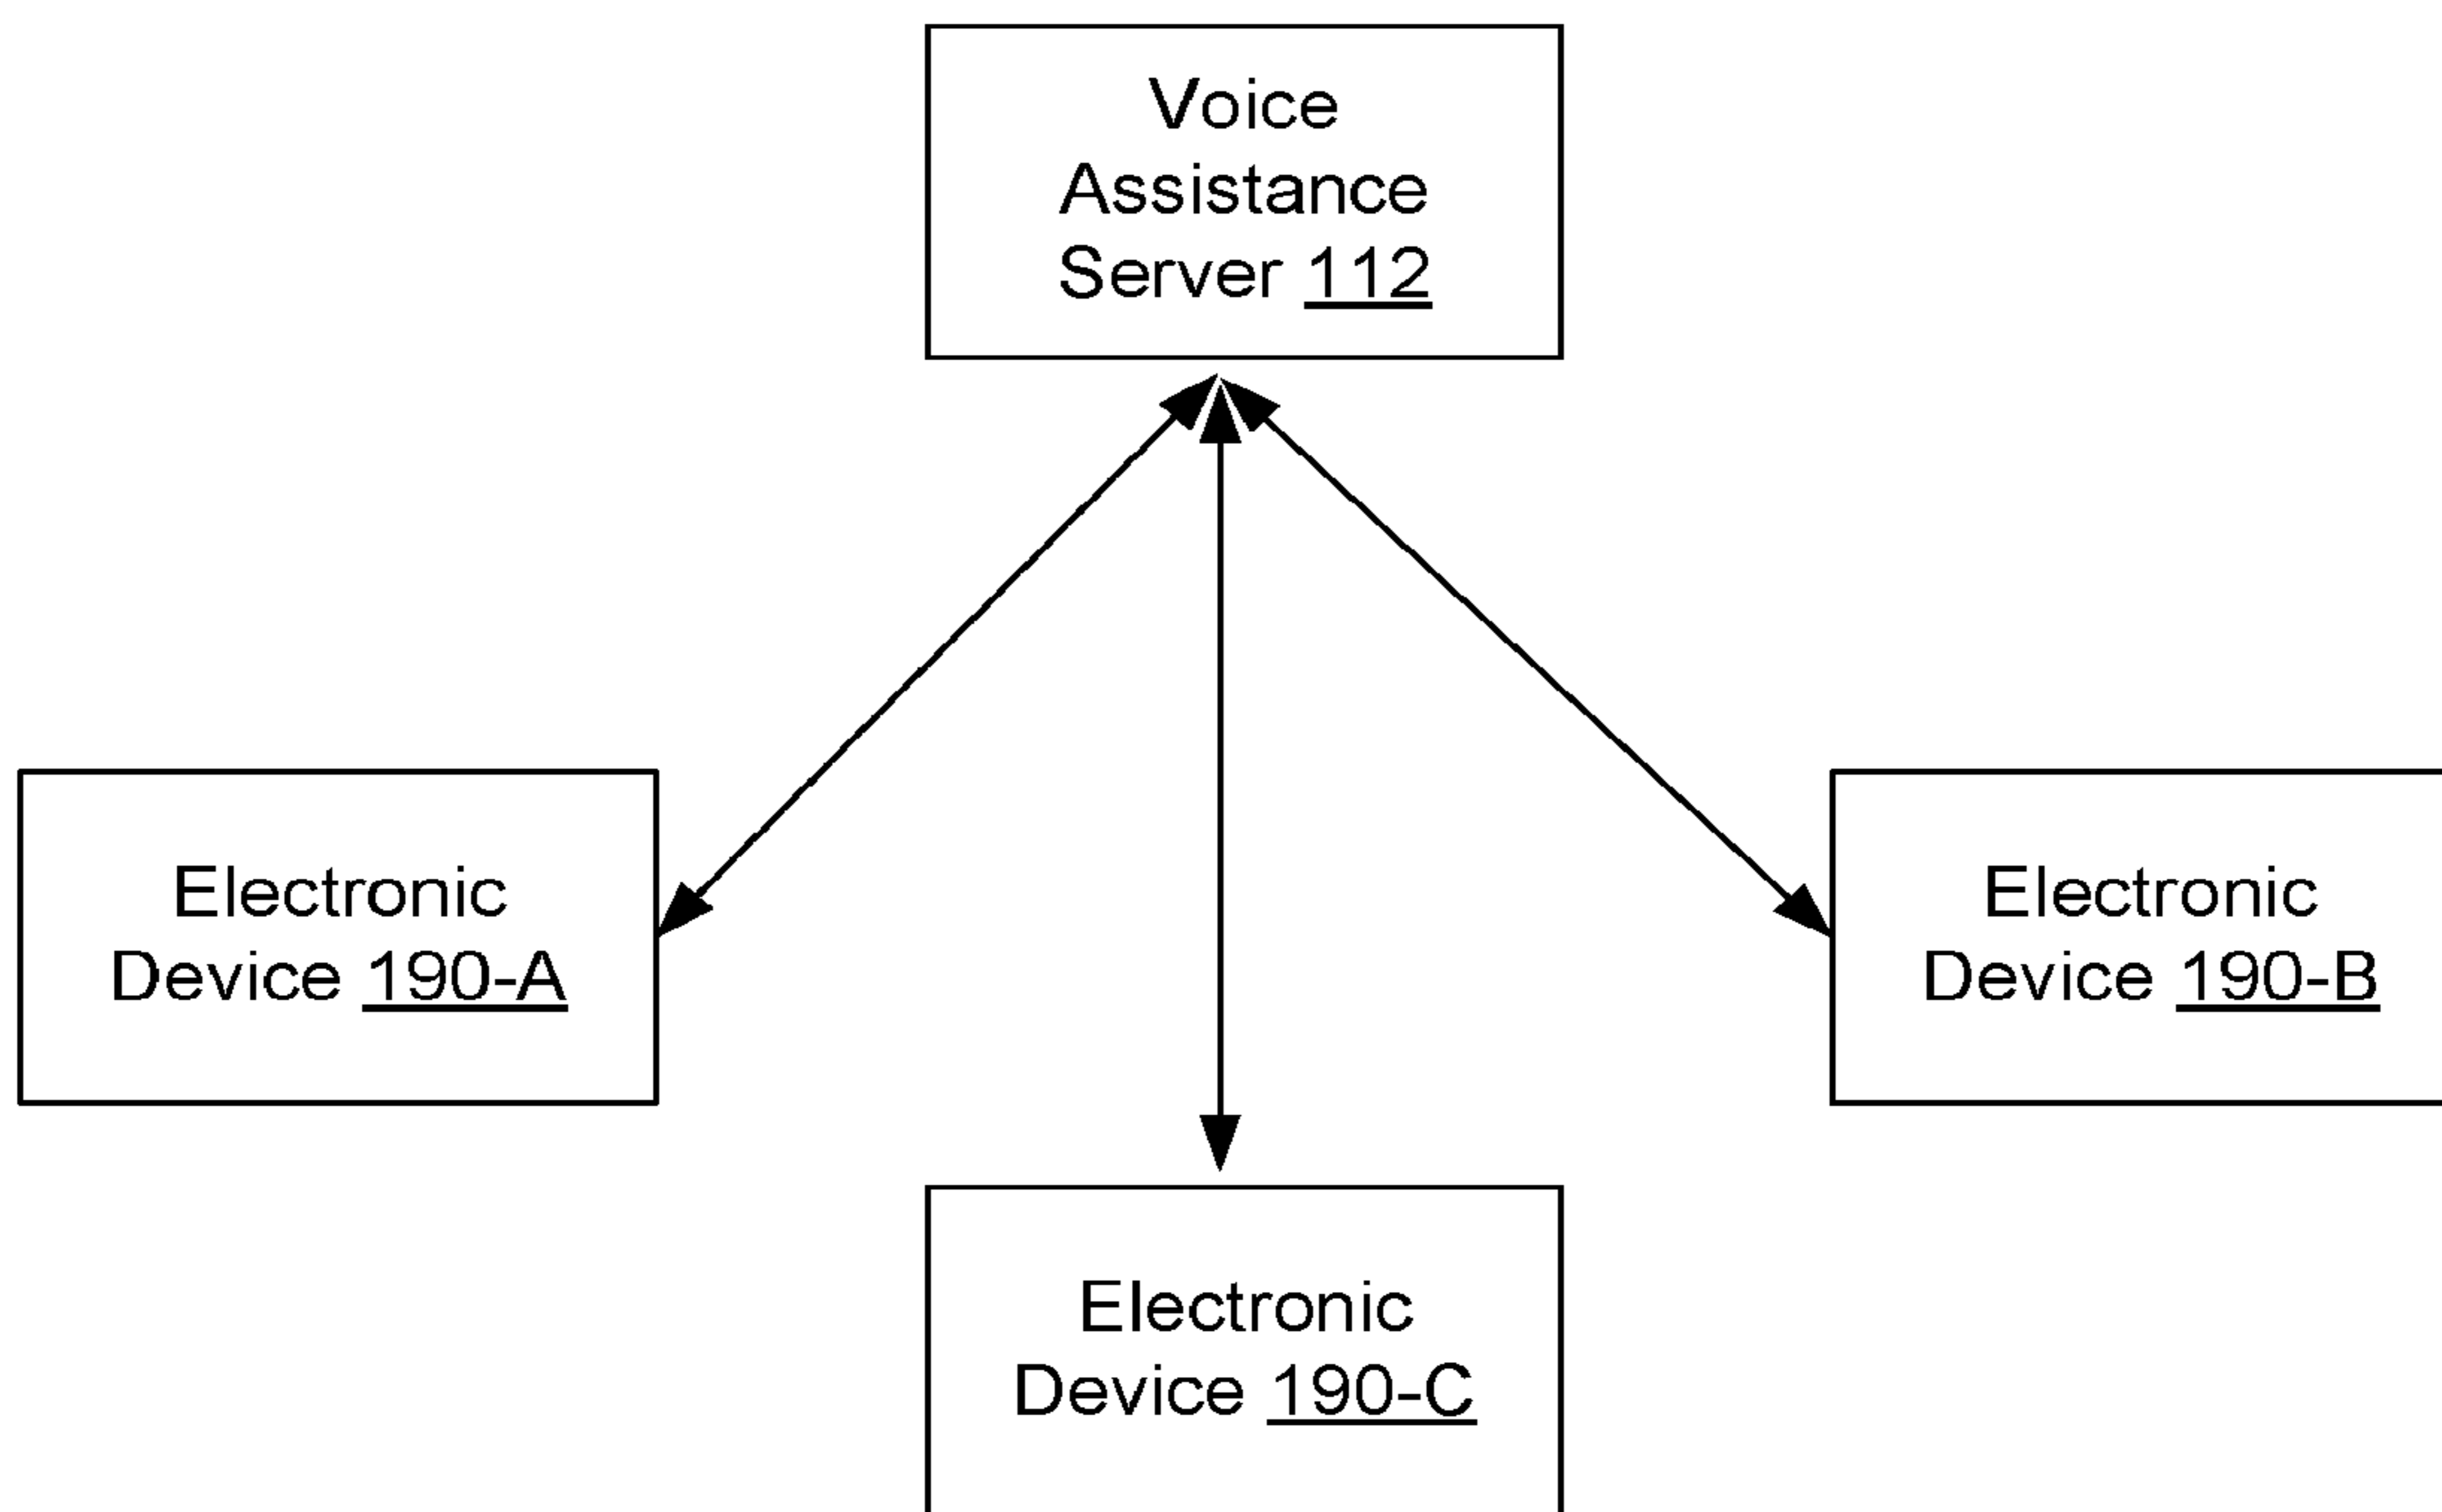 Voice
Assistance
Server 112
Electronic
Device 190-A
Electronic
Device 190-B
Electronic
Device 190-C